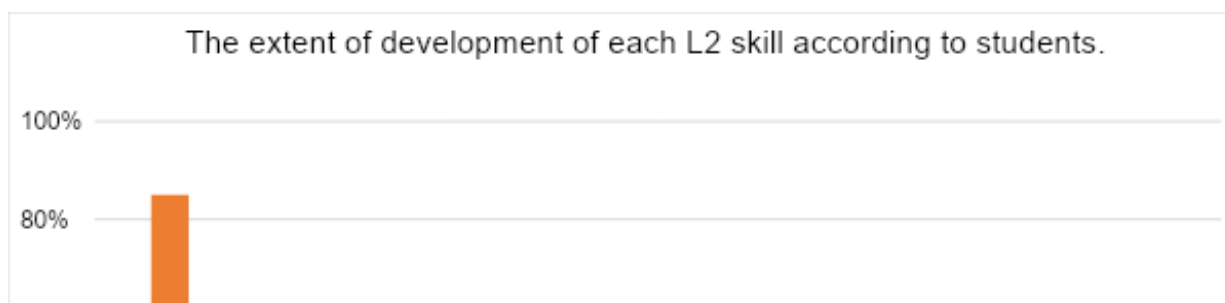 The extent of development of each L2 skill according to students.
100%
80%